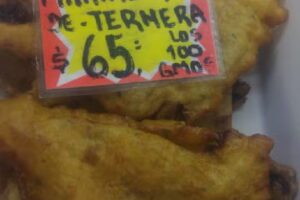 DE-TERNERA
$ 65: LOS
100
GMOS